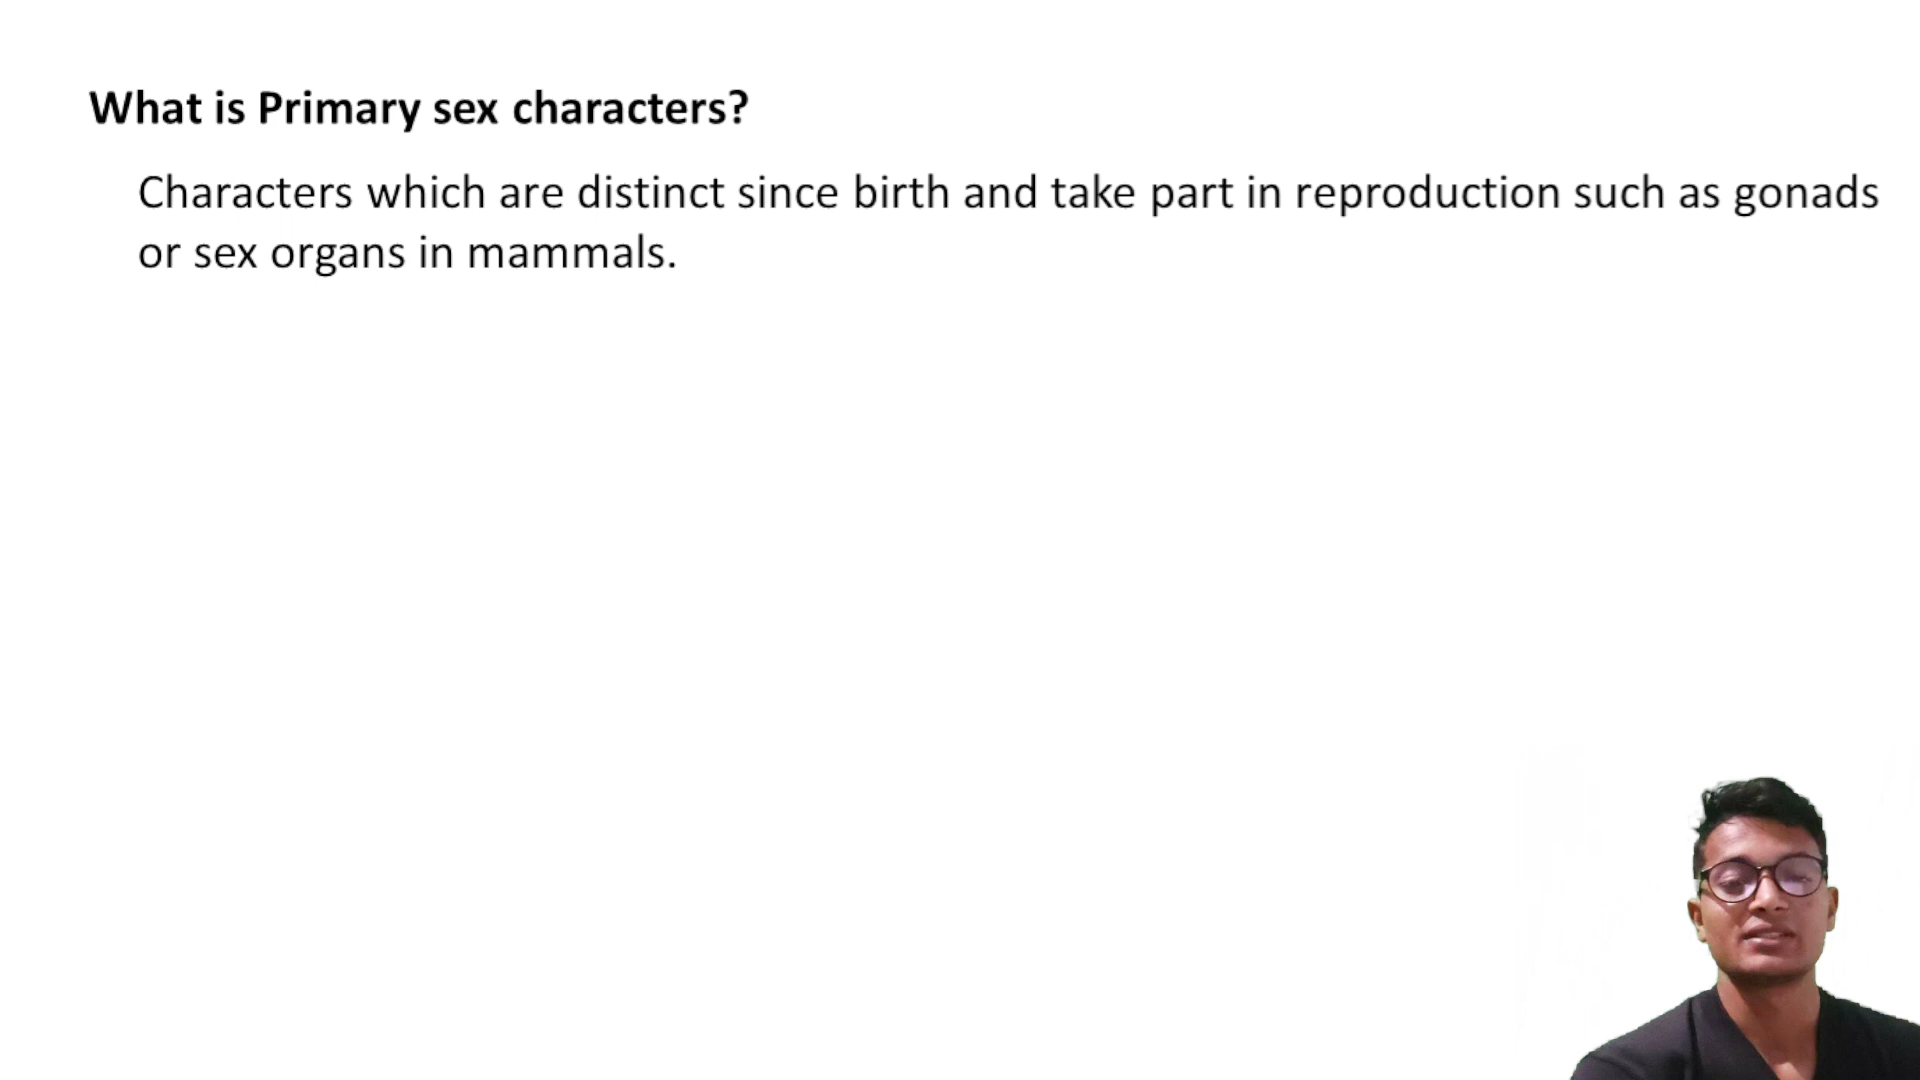 What is Primary sex characters?
Characters which are distinct since birth and take part in reproduction such as gonads
or sex organs in mammals.